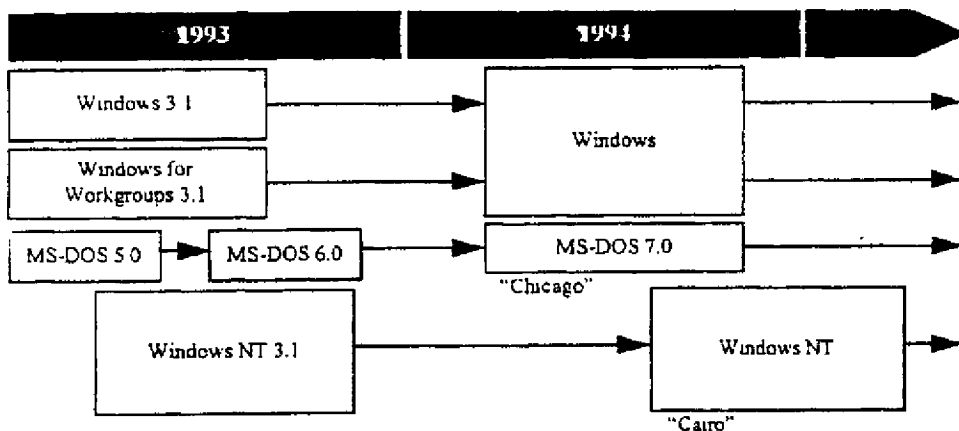 1993
1994
Windows 3 1
Windows for
Workgroups 3.1
Windows
MS-DOS 5 0
MS-DOS 6.0
MS-DOS 7.0
"Chicago"
Windows NT 3.1
Windows NT
"Cairo"